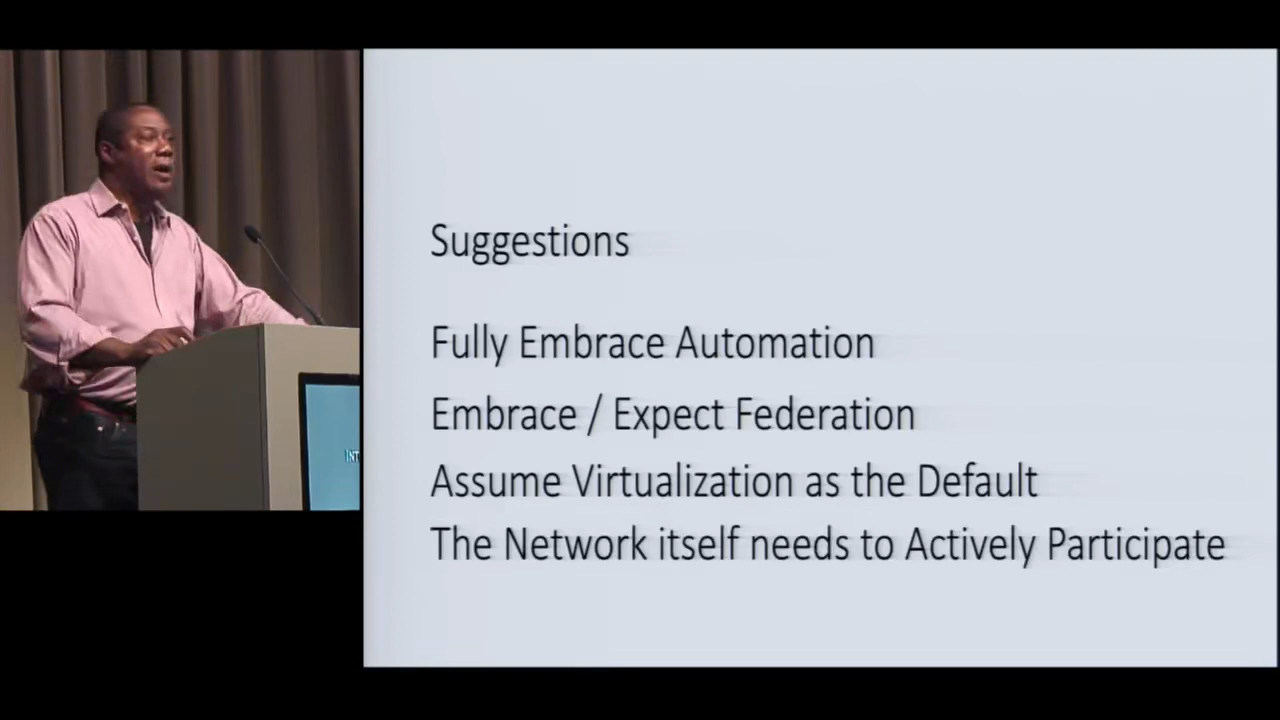 Suggestions
Fully Embrace Automation
Embrace / Expect Federation
Assume Virtualization as the Default
The Network itself needs to Actively Participate